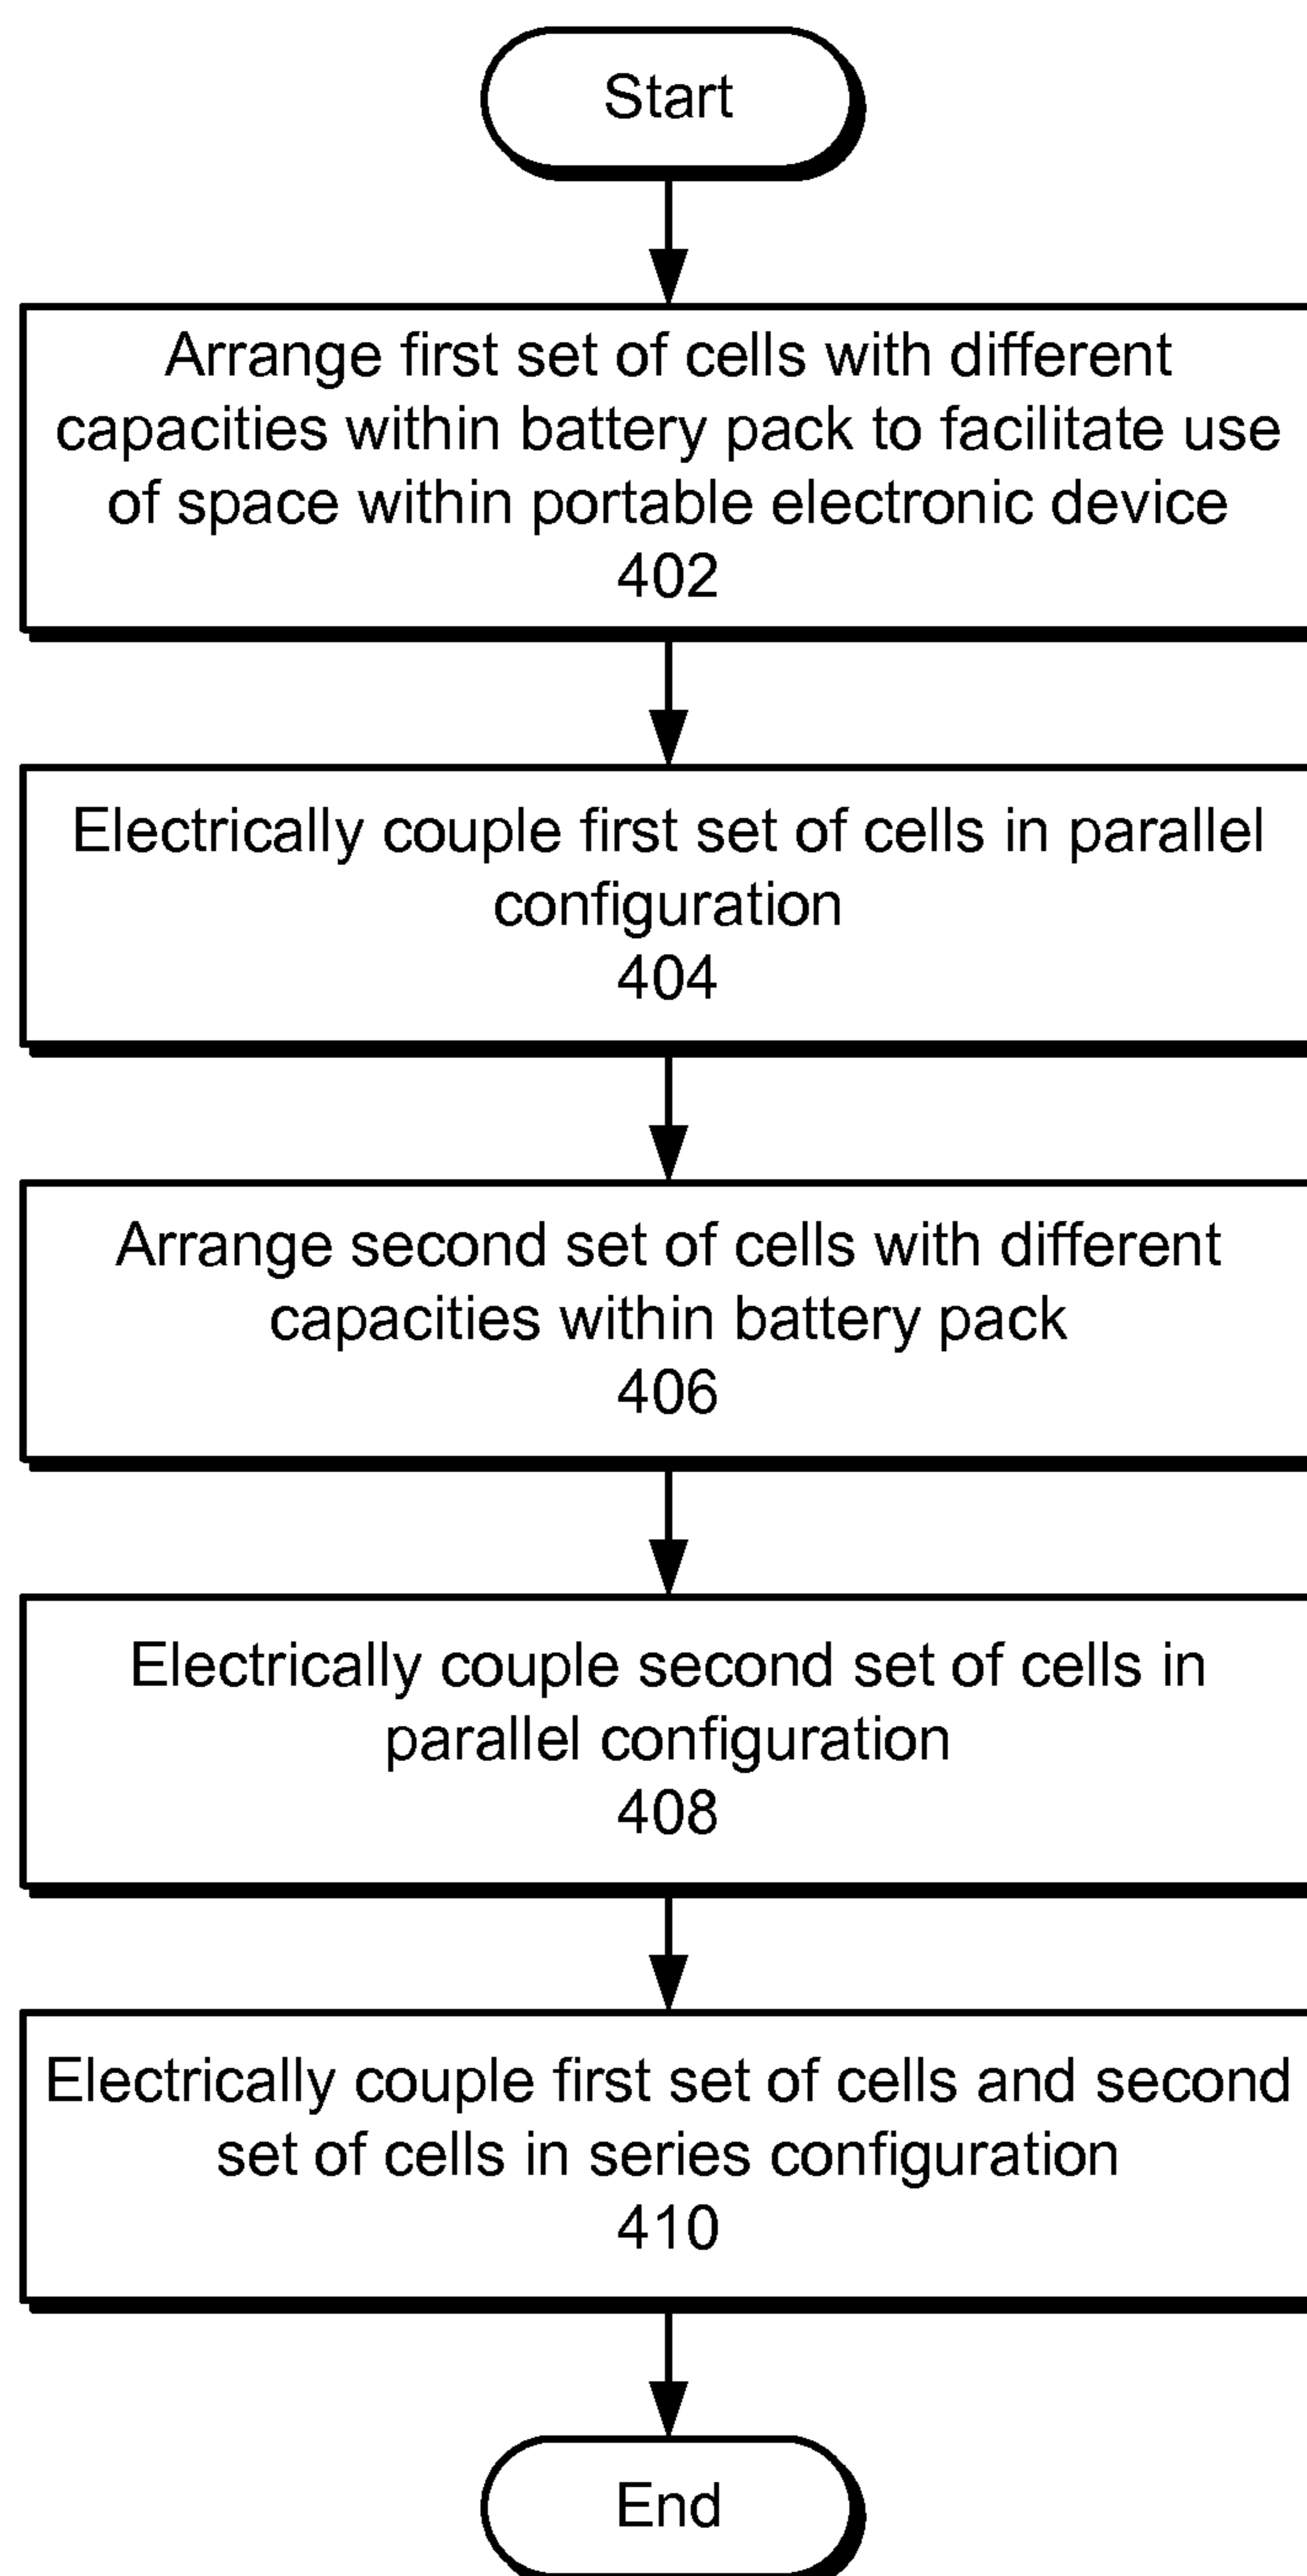 Start
Arrange first set of cells with different
capacities within battery pack to facilitate use
of space within portable electronic device
402
Electrically couple first set of cells in parallel
configuration
404
Arrange second set of cells with different
capacities within battery pack
406
Electrically couple second set of cells in
parallel configuration
408
Electrically couple first set of cells and second
set of cells in series configuration
410
End